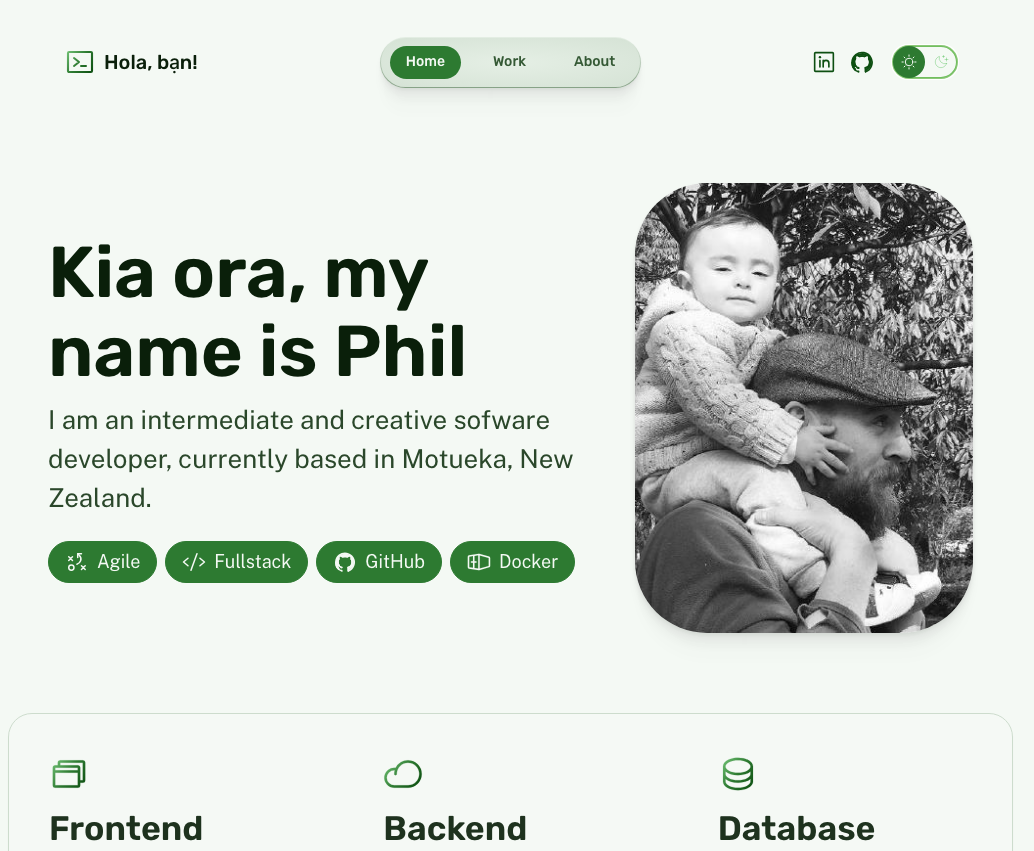 Hola, bạn!
Home
Work
About
Kia ora, my
name is Phil
I am an intermediate and creative sofware
developer, currently based in Motueka, New
Zealand.
Agile
Fullstack
GitHub
Docker
Frontend
Backend
Database